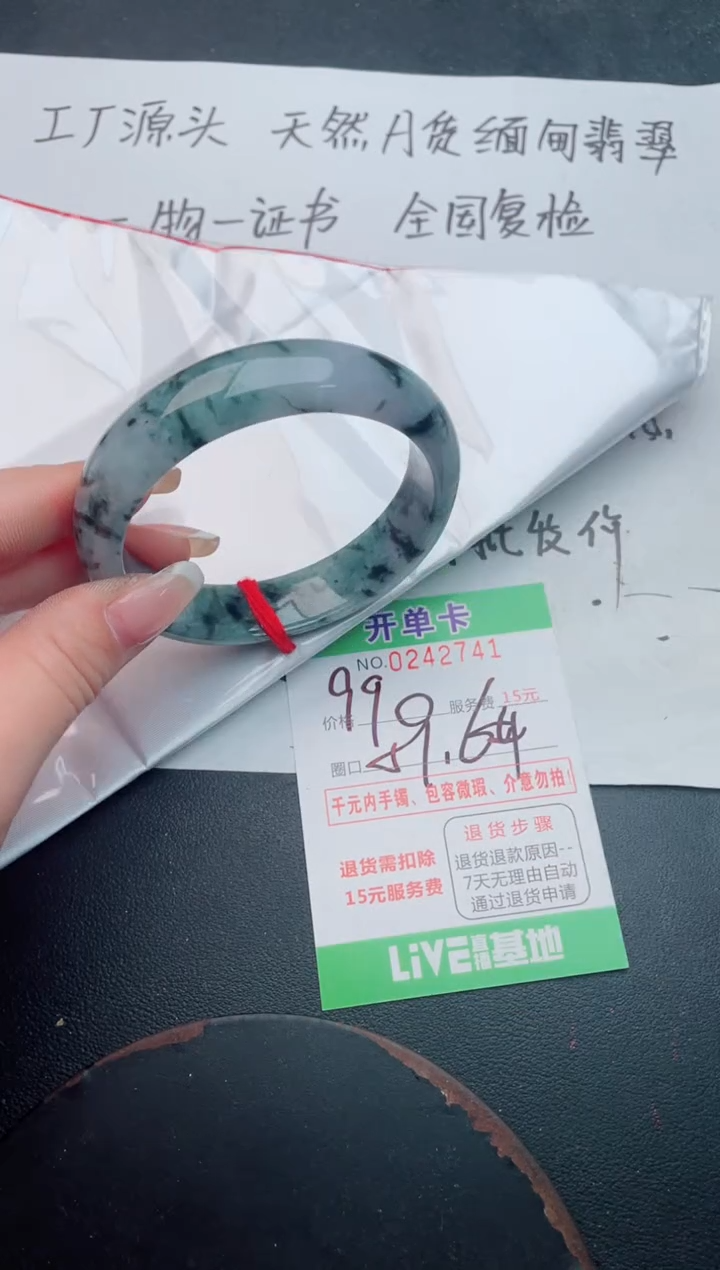 工厂源头 天然A货缅甸翡翠
一物一证书 全国复检
批发价
开单卡
NO.0242741
价格 99 服务费 15元
圈口 59.64
千元内手镯、包容微瑕、介意勿拍!
退货需扣除
15元服务费
退货步骤
退货退款原因--
7天无理由自动
通过退货申请
LiVE直播基地